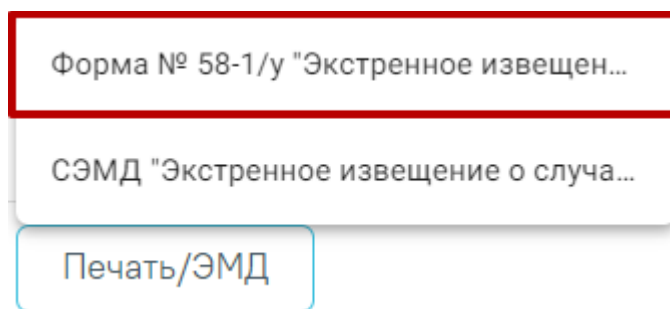 Форма № 58-1/у "Экстренное извещен...
СЭМД "Экстренное извещение о случа...
Печать/ЭМД